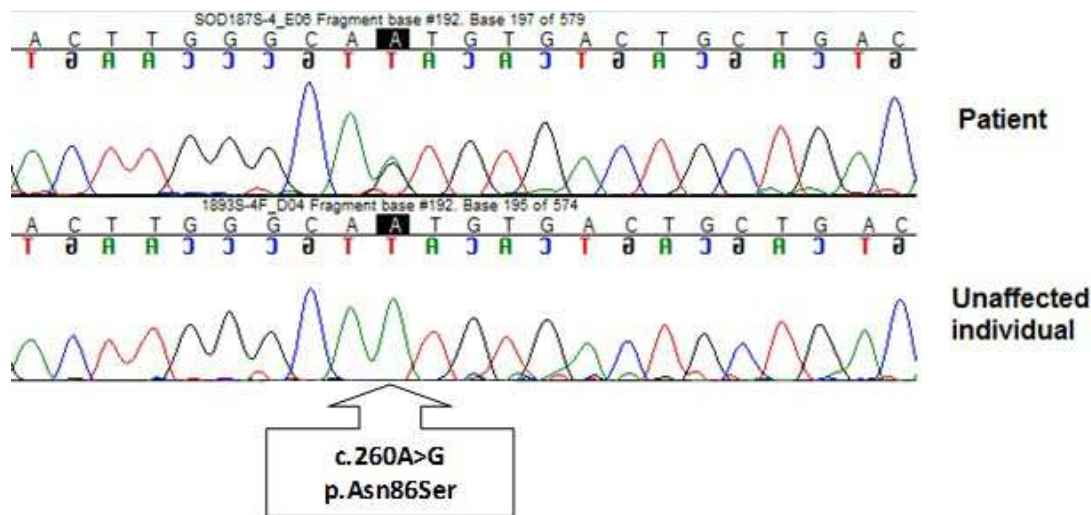 SOD187S-4_E06 Fragment base #192. Base 197 of 579
A C T T G G G C A A T G T G A C T G C T G A C
T G A A C C C G T T A C A C T G A C G A C T G
Patient
1893S-4F_D04 Fragment base #192. Base 195 of 574
A C T T G G G C A A T G T G A C T G C T G A C
T G A A C C C G T T A C A C T G A C G A C T G
Unaffected
individual
c.260A>G
p.Asn86Ser